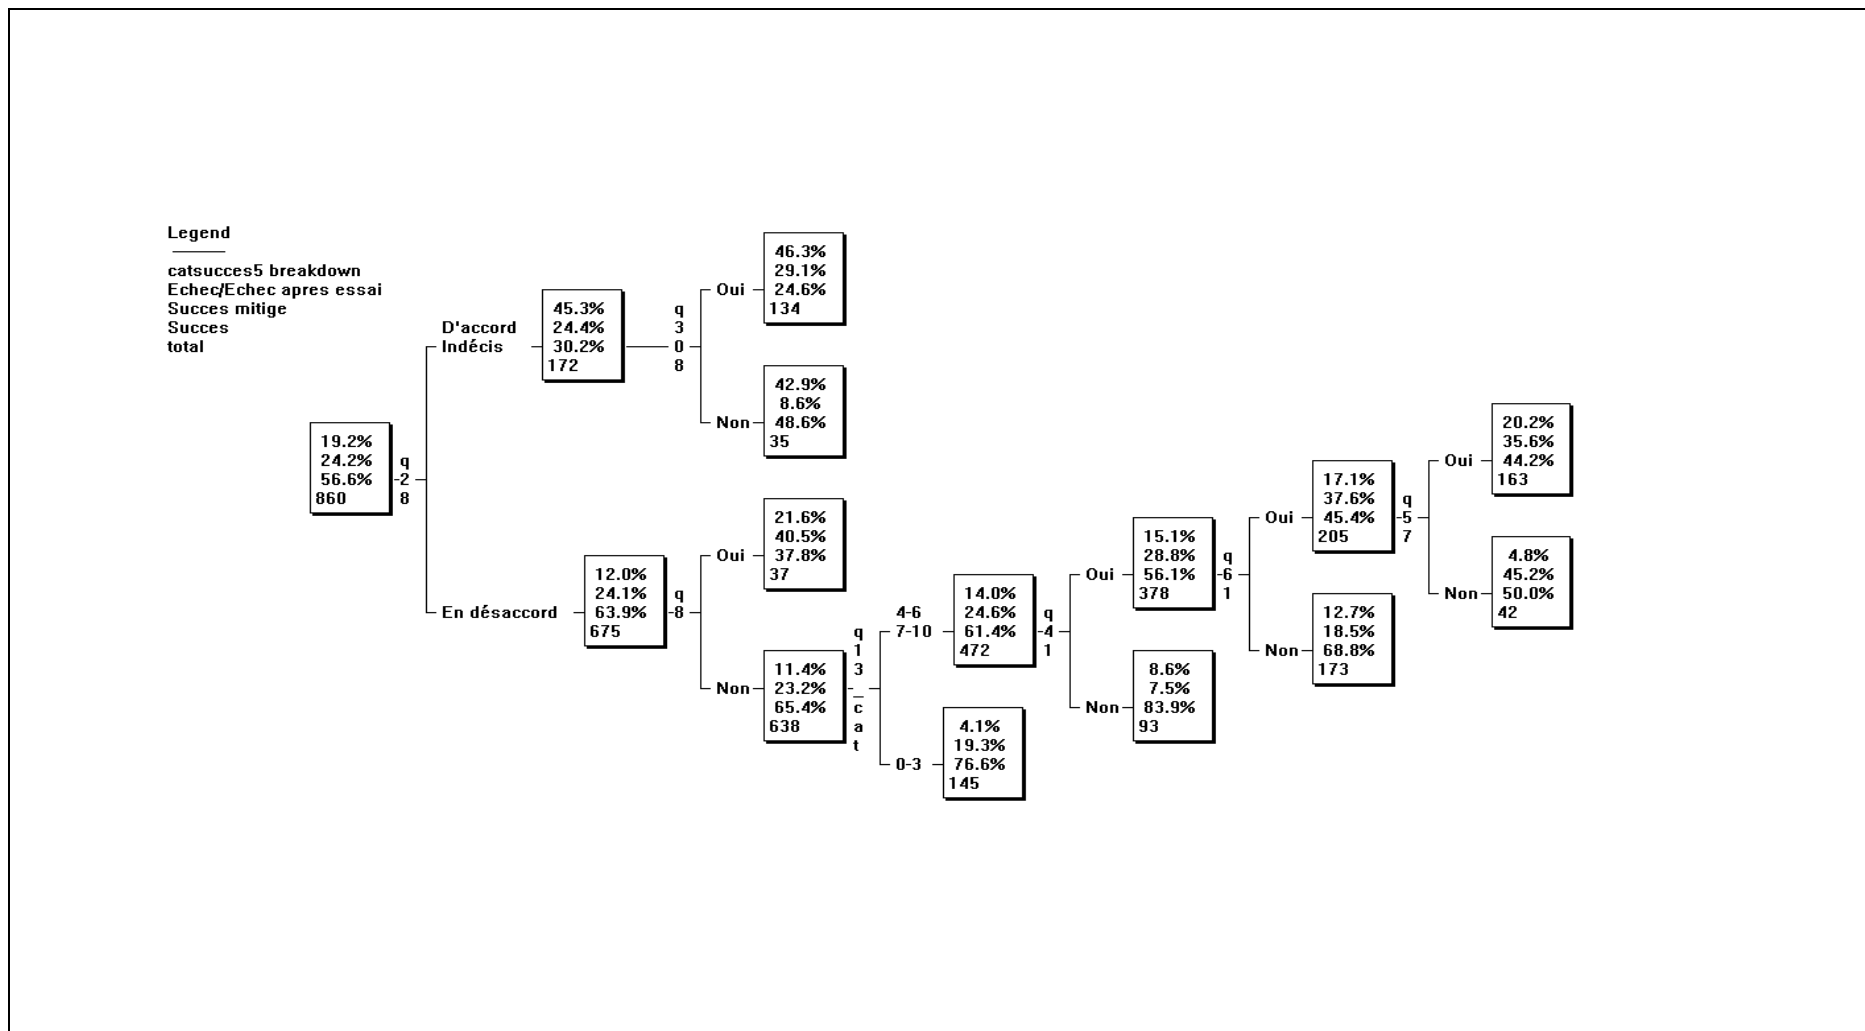 Legend
catsucces5 breakdown
Echec/Echec apres essai
Succes mitige
Succes
total
19.2%
24.2%
56.6%
860
q
2
8
D'accord
Indécis
45.3%
24.4%
30.2%
172
q
3
0
8
Oui
46.3%
29.1%
24.6%
134
Non
42.9%
8.6%
48.6%
35
En désaccord
12.0%
24.1%
63.9%
675
q
8
Oui
21.6%
40.5%
37.8%
37
Non
11.4%
23.2%
65.4%
638
q
1
3
_
c
a
t
4-6
7-10
14.0%
24.6%
61.4%
472
0-3
4.1%
19.3%
76.6%
145
q
4
1
Oui
15.1%
28.8%
56.1%
378
Non
8.6%
7.5%
83.9%
93
q
6
1
Oui
17.1%
37.6%
45.4%
205
Non
12.7%
18.5%
68.8%
173
q
5
7
Oui
20.2%
35.6%
44.2%
163
Non
4.8%
45.2%
50.0%
42